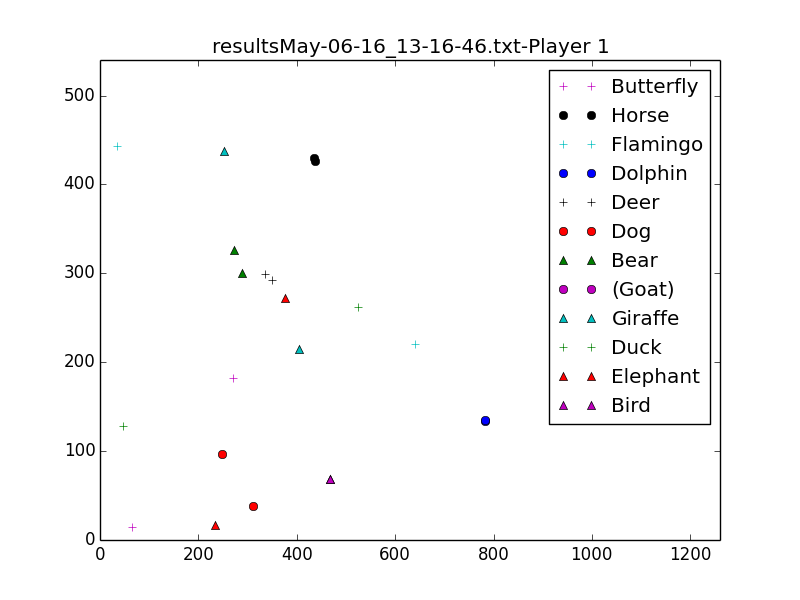 resultsMay-06-16_13-16-46.txt-Player 1
500
400
300
200
100
0
0 200 400 600 800 1000 1200
Butterfly
Horse
Flamingo
Dolphin
Deer
Dog
Bear
(Goat)
Giraffe
Duck
Elephant
Bird